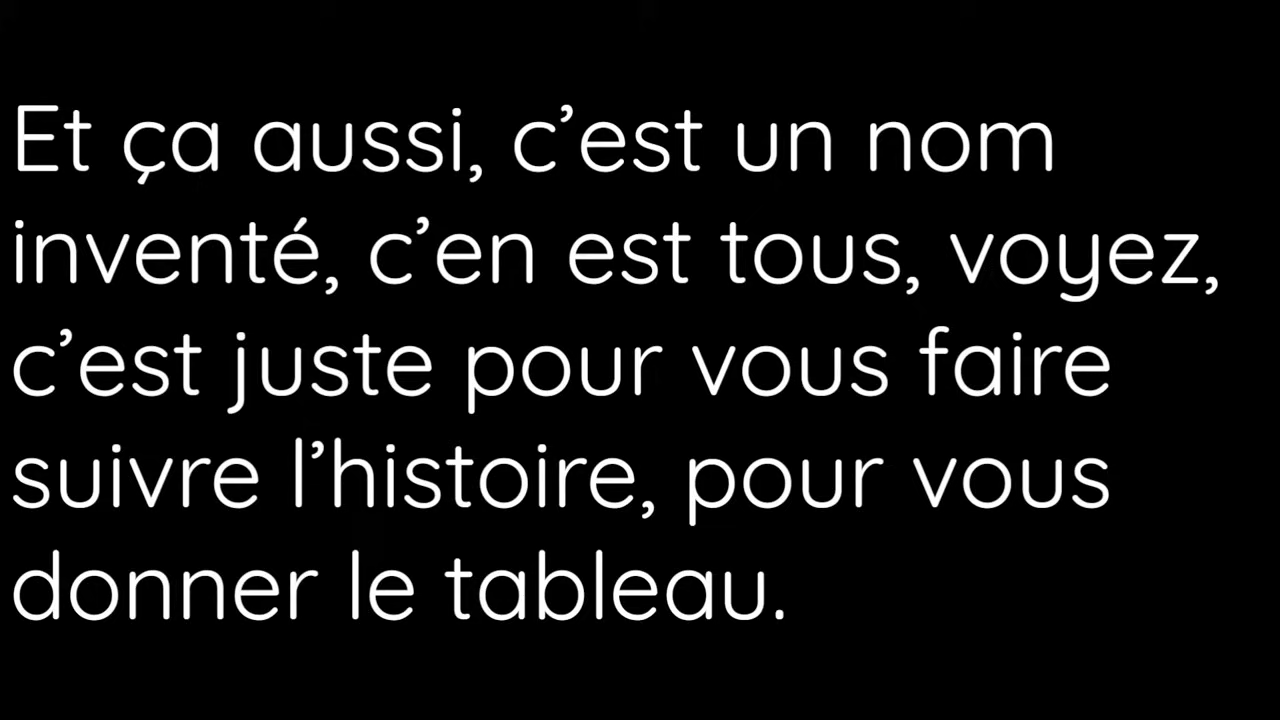 Et ça aussi, c’est un nom
inventé, c’en est tous, voyez,
c’est juste pour vous faire
suivre l’histoire, pour vous
donner le tableau.